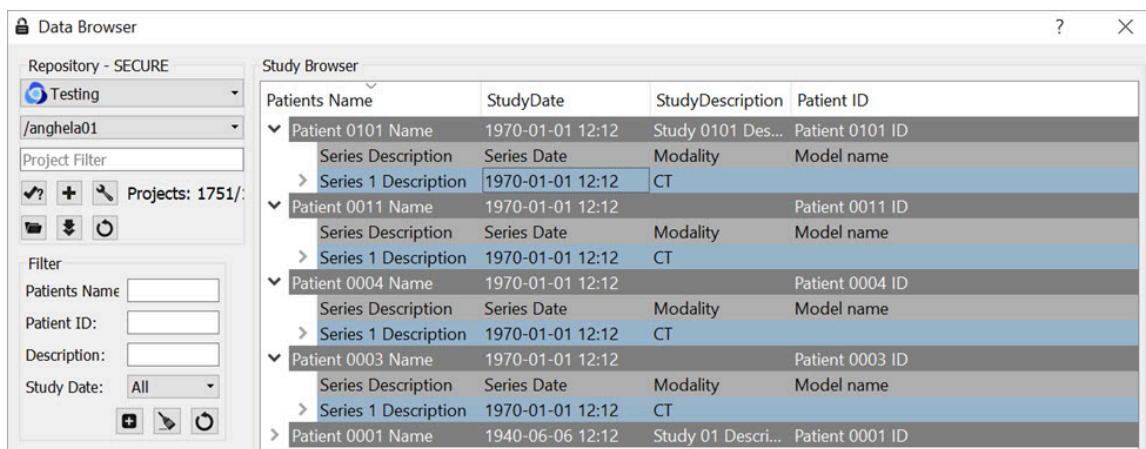 Data Browser
?
Repository - SECURE
Testing
/anghela01
Project Filter
Projects: 1751/
Filter
Patients Name
Patient ID:
Description:
Study Date: All
Study Browser
Patients Name StudyDate StudyDescription Patient ID
Patient 0101 Name 1970-01-01 12:12 Study 0101 Des... Patient 0101 ID
Series Description Series Date Modality Model name
Series 1 Description 1970-01-01 12:12 CT
Patient 0011 Name 1970-01-01 12:12 Patient 0011 ID
Series Description Series Date Modality Model name
Series 1 Description 1970-01-01 12:12 CT
Patient 0004 Name 1970-01-01 12:12 Patient 0004 ID
Series Description Series Date Modality Model name
Series 1 Description 1970-01-01 12:12 CT
Patient 0003 Name 1970-01-01 12:12 Patient 0003 ID
Series Description Series Date Modality Model name
Series 1 Description 1970-01-01 12:12 CT
Patient 0001 Name 1940-06-06 12:12 Study 01 Descri... Patient 0001 ID